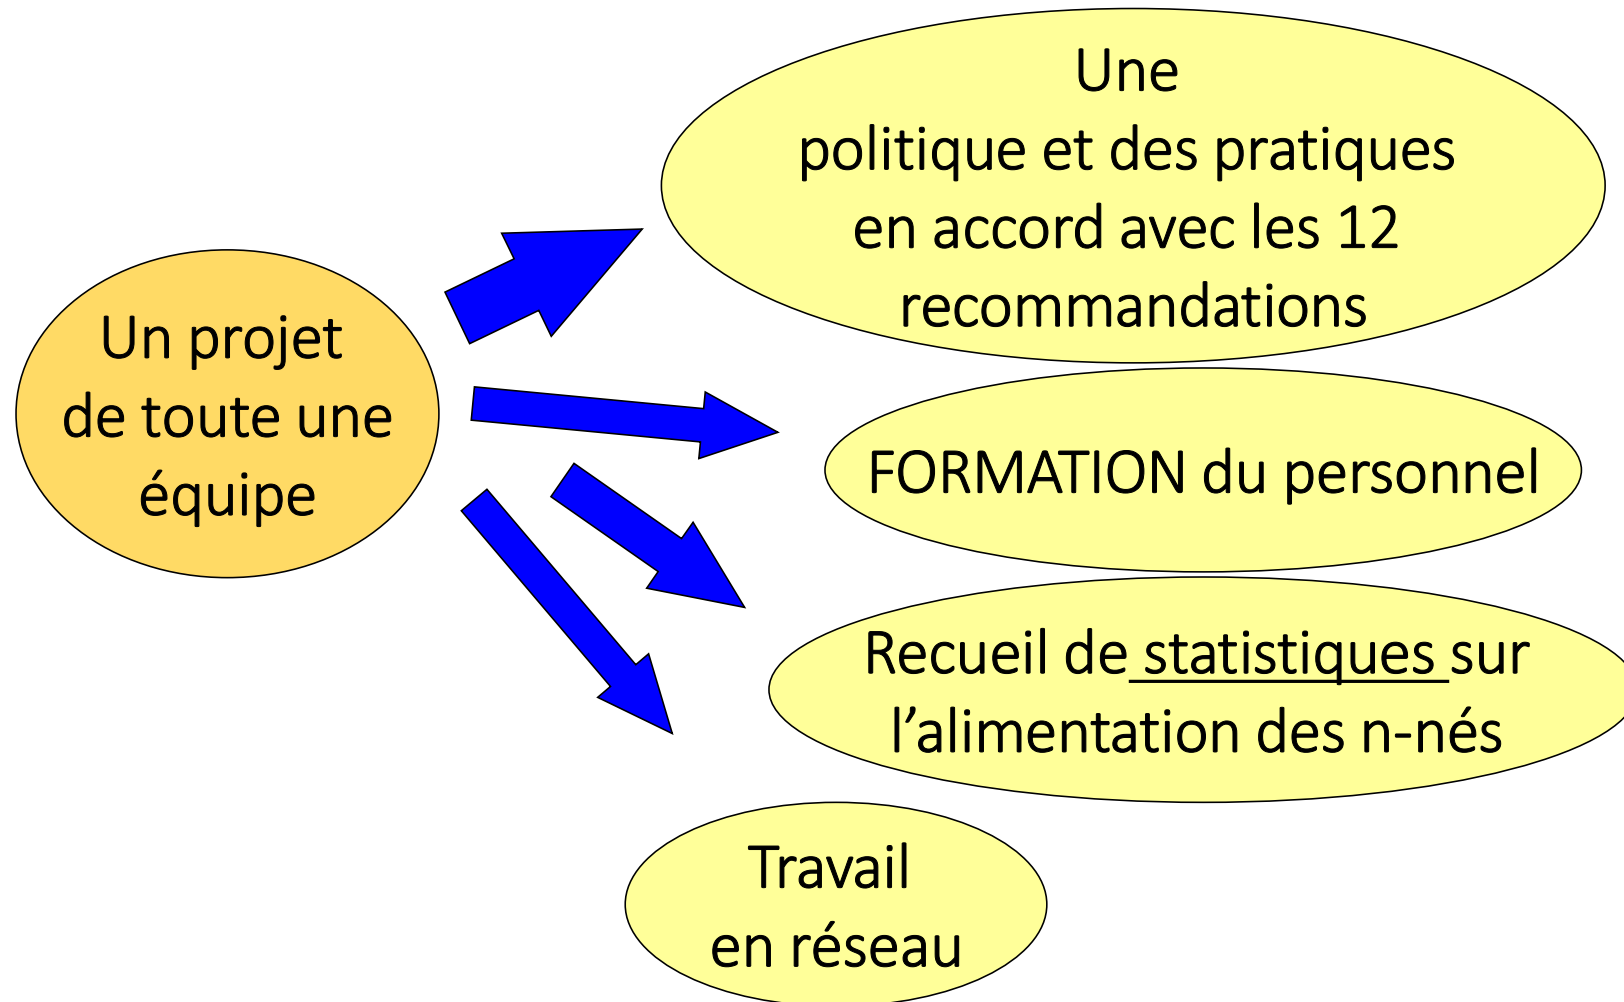 Un projet
de toute une
équipe
Une
politique et des pratiques
en accord avec les 12
recommandations
FORMATION du personnel
Recueil de statistiques sur
l’alimentation des n-nés
Travail
en réseau